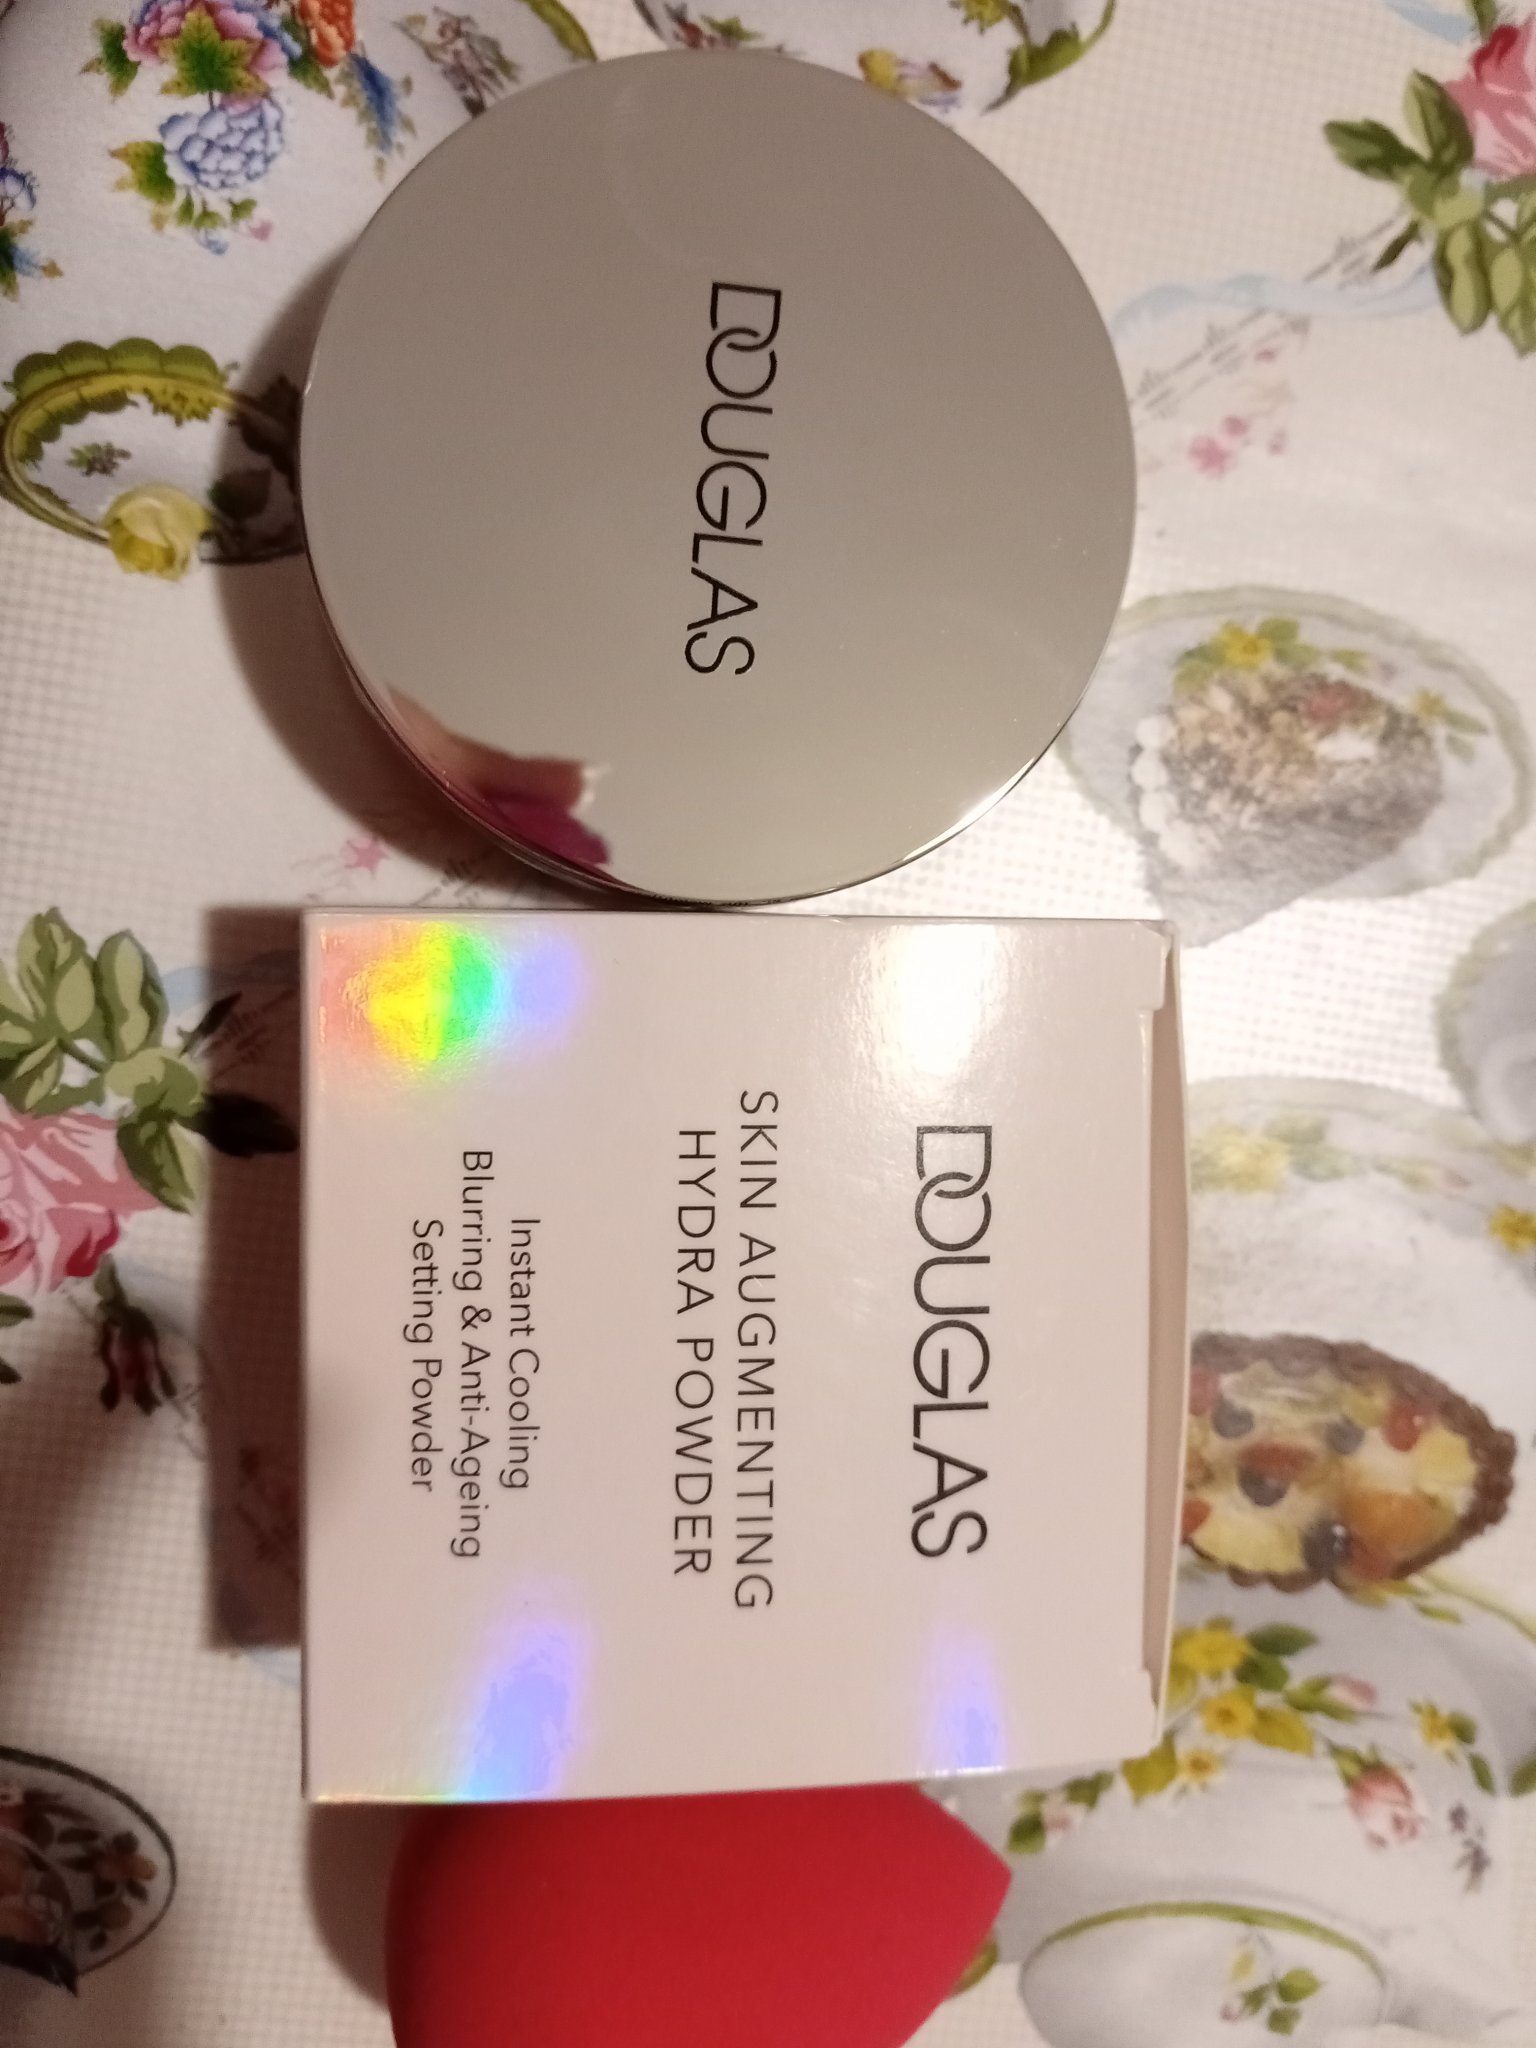 DOUGLAS
DOUGLAS
SKIN AUGMENTING
HYDRA POWDER
Instant Cooling
Blurring & Anti-Ageing
Setting Powder